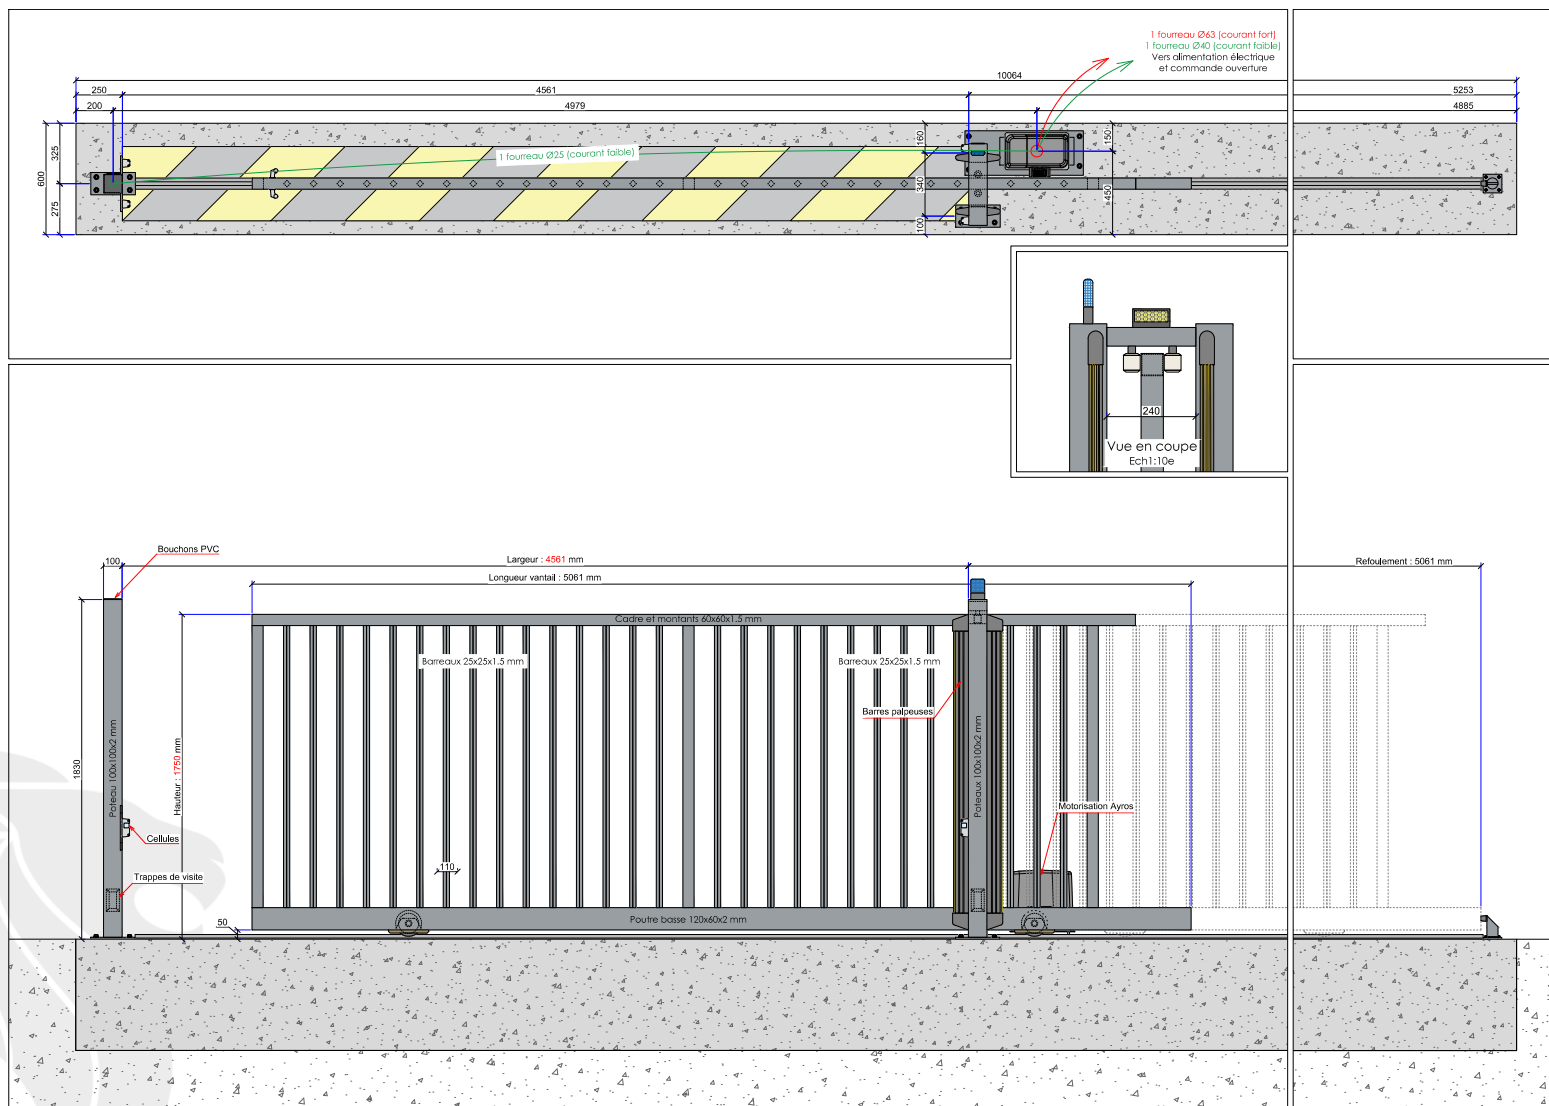 1 fourreau Ø63 (courant fort)
1 fourreau Ø40 (courant faible)
Vers alimentation électrique
et commande ouverture
10064
250
4561
5253
200
4979
4885
1 fourreau Ø25 (courant faible)
600
325
275
160
340
100
150
450
240
Vue en coupe
Ech1:10e
Bouchons PVC
100
Largeur : 4561 mm
Refoulement : 5061 mm
Longueur vantail : 5061 mm
Cadre et montants 60x60x1.5 mm
Barreaux 25x25x1.5 mm
Barreaux 25x25x1.5 mm
Barres palpeuses
1830
Poteau 100x100x2 mm
Hauteur : 1750 mm
Poteaux 100x100x2 mm
Motorisation Ayros
Cellules
110
Trappes de visite
50
Poutre basse 120x60x2 mm